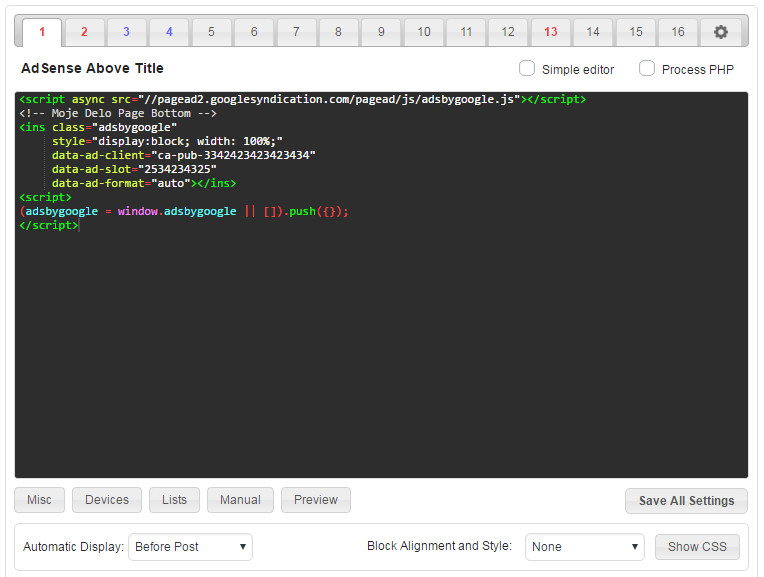 1 2 3 4 5 6 7 8 9 10 11 12 13 14 15 16
AdSense Above Title Simple editor Process PHP
<script async src="//pagead2.googlesyndication.com/pagead/js/adsbygoogle.js"></script>
<!-- Moje Delo Page Bottom -->
<ins class="adsbygoogle"
style="display:block; width: 100%;"
data-ad-client="ca-pub-3342423423423434"
data-ad-slot="2534234325"
data-ad-format="auto"></ins>
<script>
(adsbygoogle = window.adsbygoogle || []).push({});
</script>
Misc Devices Lists Manual Preview Save All Settings
Automatic Display: Before Post Block Alignment and Style: None Show CSS